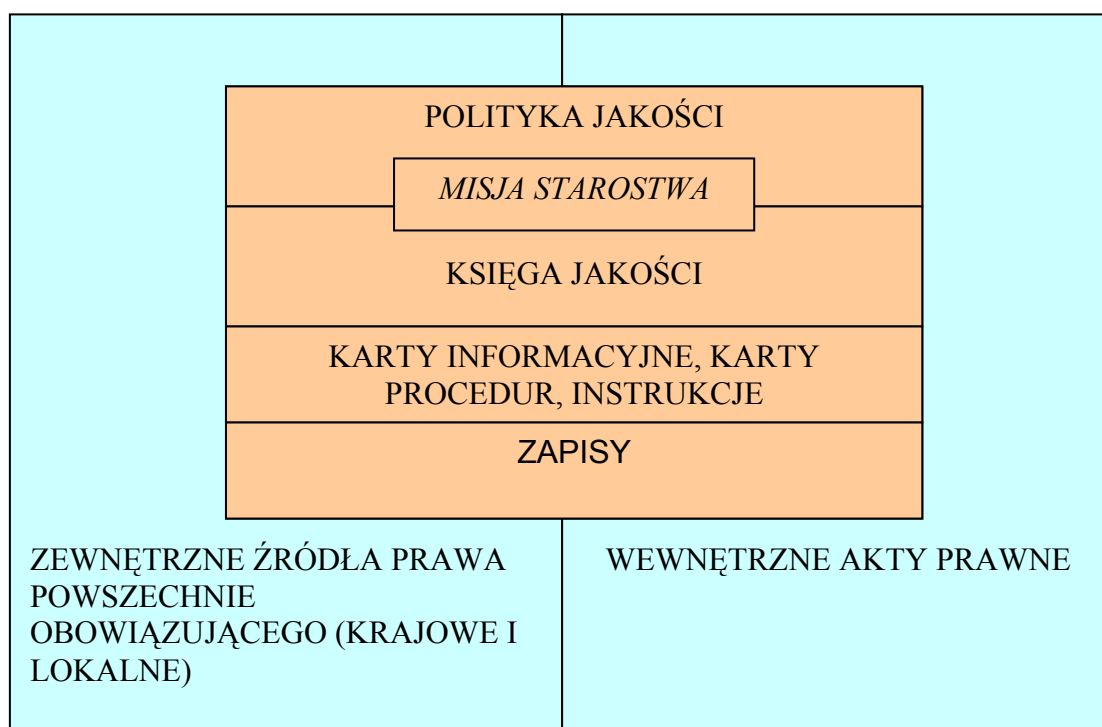 POLITYKA JAKOŚCI
MISJA STAROSTWA
KSIĘGA JAKOŚCI
KARTY INFORMACYJNE, KARTY
PROCEDUR, INSTRUKCJE
ZAPISY
ZEWNĘTRZNE ŹRÓDŁA PRAWA
POWSZECHNIE
OBOWIĄZUJĄCEGO (KRAJOWE I
LOKALNE)
WEWNĘTRZNE AKTY PRAWNE